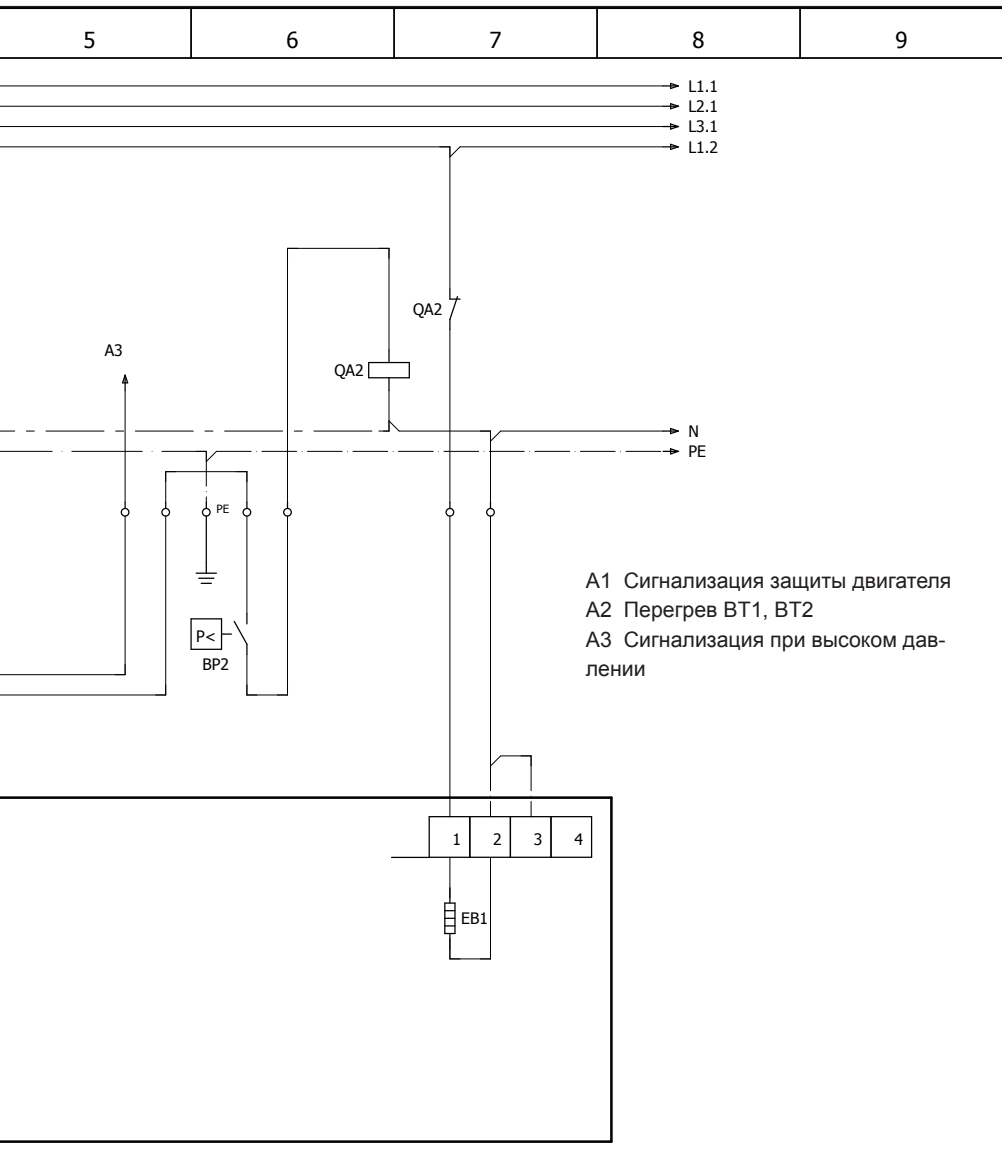 5 6 7 8 9
L1.1
L2.1
L3.1
L1.2
QA2
A3
QA2
N
PE
PE
A1 Сигнализация защиты двигателя
A2 Перегрев BT1, BT2
A3 Сигнализация при высоком дав-
лении
P<
BP2
1 2 3 4
EB1